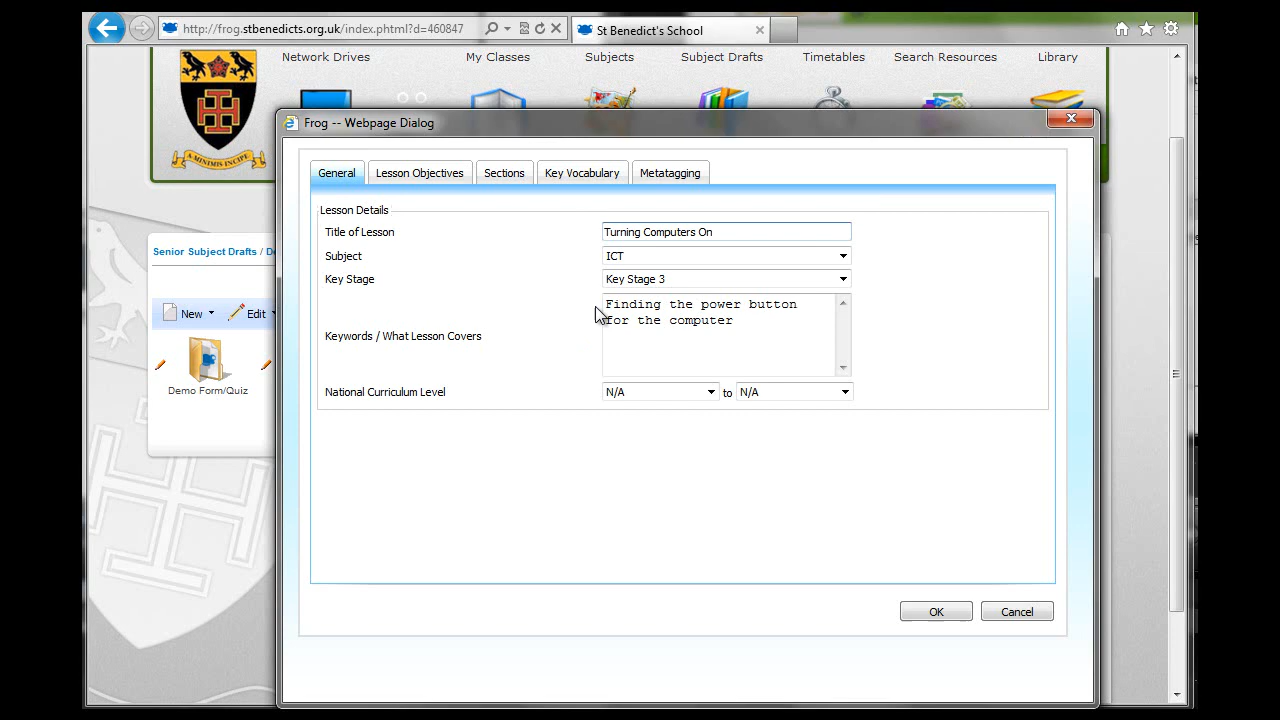 http://frog.stbenedicts.org.uk/index.phtml?d=460847
St Benedict's School
Network Drives
My Classes
Subjects
Subject Drafts
Timetables
Search Resources
Library
A MINIMIS INCIPE
Frog -- Webpage Dialog
General
Lesson Objectives
Sections
Key Vocabulary
Metatagging
Lesson Details
Title of Lesson
Turning Computers On
Subject
ICT
Key Stage
Key Stage 3
Keywords / What Lesson Covers
Finding the power button
for the computer
National Curriculum Level
N/A
to
N/A
Senior Subject Drafts /
New
Edit
Demo Form/Quiz
OK
Cancel